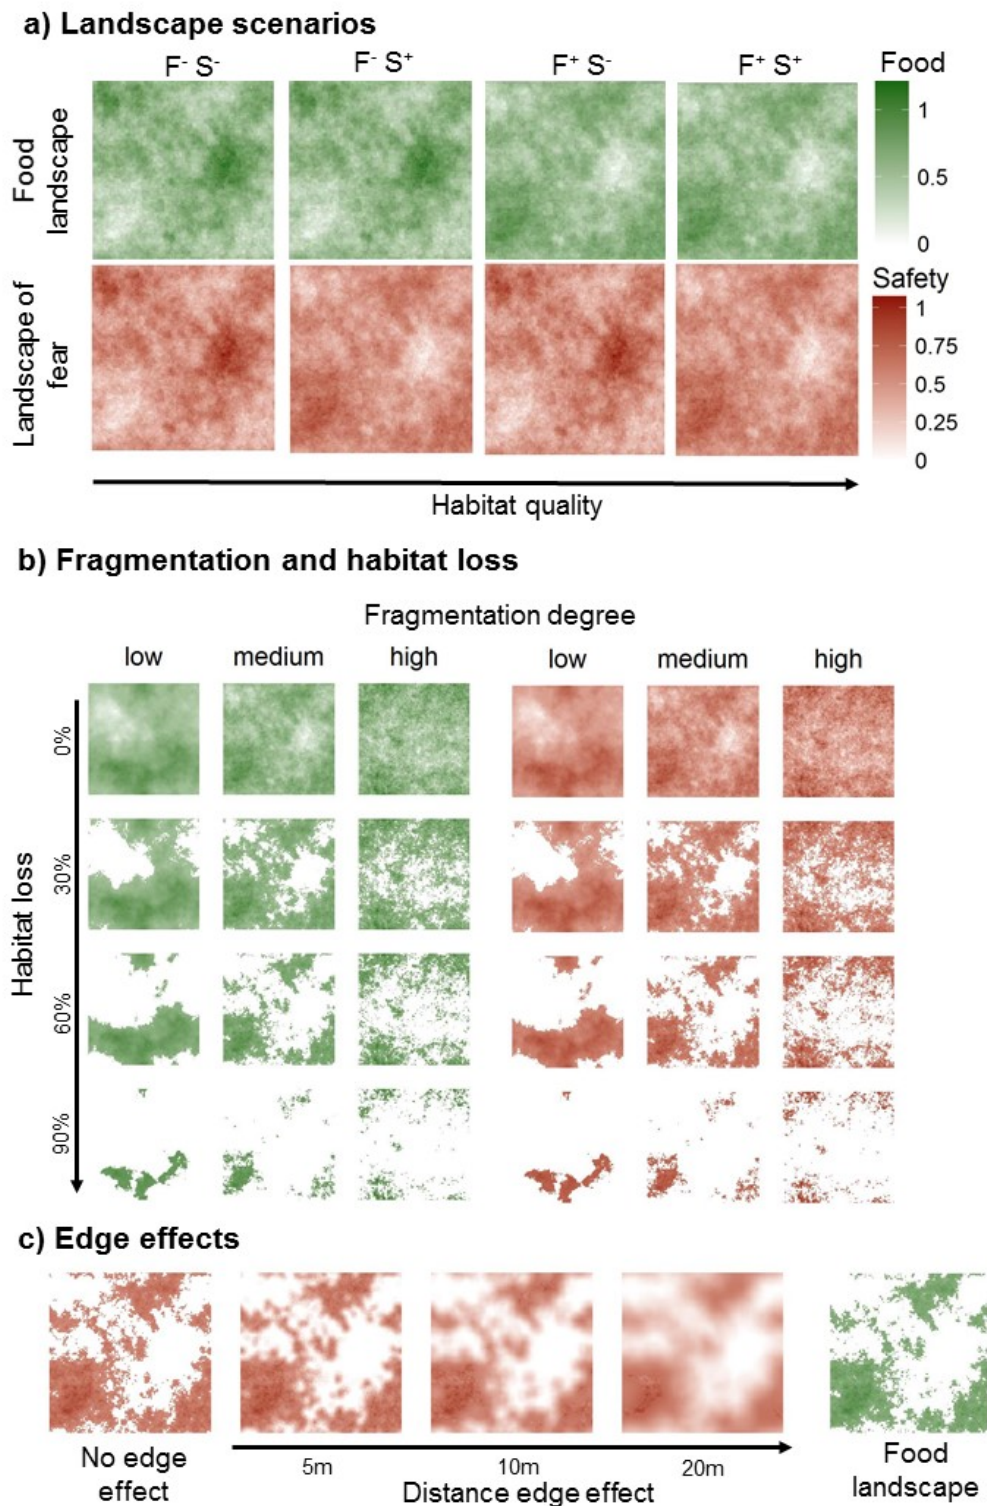 a) Landscape scenarios
F⁻ S⁻ F⁻ S⁺ F⁺ S⁻ F⁺ S⁺ Food
Food landscape
1
0.5
0
Landscape of fear
Safety
1
0.75
0.5
0.25
0
Habitat quality
b) Fragmentation and habitat loss
Fragmentation degree
low medium high low medium high
Habitat loss
0%
30%
60%
90%
c) Edge effects
No edge effect
5m 10m 20m
Distance edge effect
Food landscape